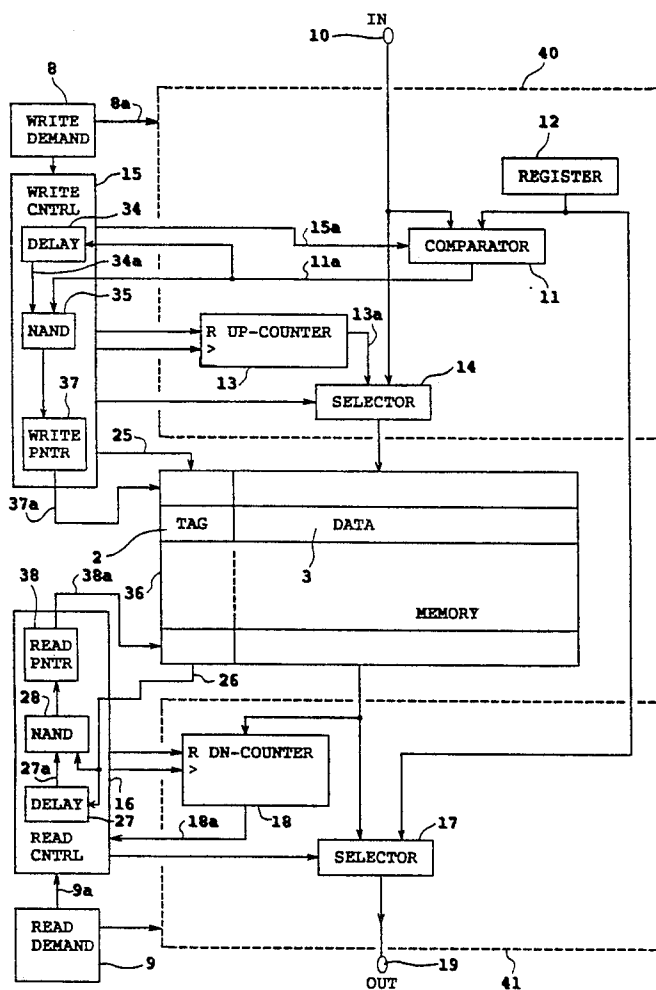 IN
10
40
8
8a
WRITE
DEMAND
12
REGISTER
15
WRITE
CNTRL
34
DELAY
15a
COMPARATOR
34a
11a
11
35
NAND
13a
R UP-COUNTER
>
13
14
SELECTOR
37
WRITE
PNTR
25
37a
TAG
DATA
2
3
36
MEMORY
38
38a
READ
PNTR
26
28
NAND
R DN-COUNTER
>
27a
DELAY
16
27
18a
18
17
SELECTOR
READ
CNTRL
9a
READ
DEMAND
9
19
OUT
41